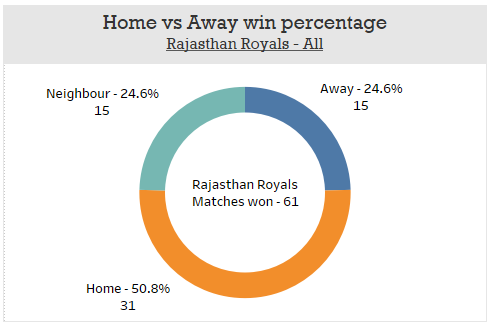 Home vs Away win percentage
Rajasthan Royals - All
Neighbour - 24.6%
15
Away - 24.6%
15
Rajasthan Royals
Matches won - 61
Home - 50.8%
31